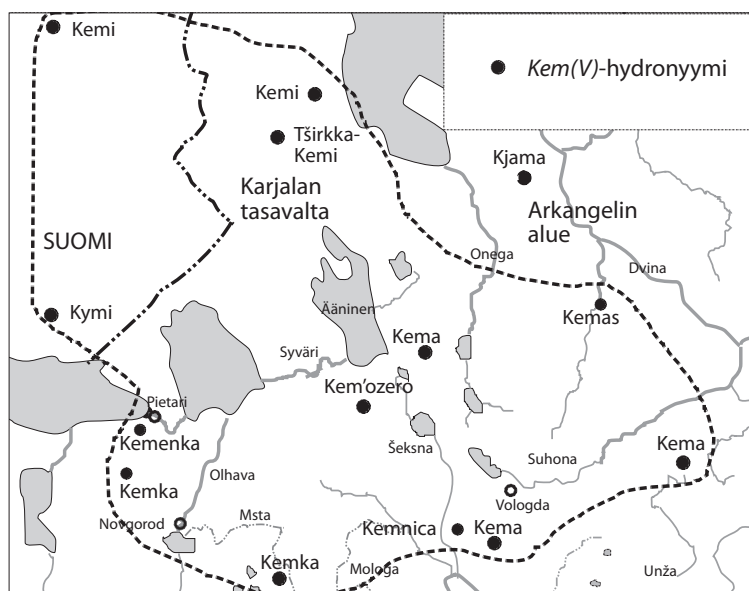 Kemi
Kem(V)-hydronyymi
Kemi
Tširkka-
Kemi
Kjama
Karjalan
tasavalta
Arkangelin
alue
SUOMI
Onega
Dvina
Ääninen
Kemas
Kymi
Kema
Syväri
Kem'ozero
Pietari
Kemenka
Šeksna
Suhona
Kema
Kemka
Olhava
Vologda
Novgorod
Msta
Kemnica
Kema
Kemka
Mologa
Unža